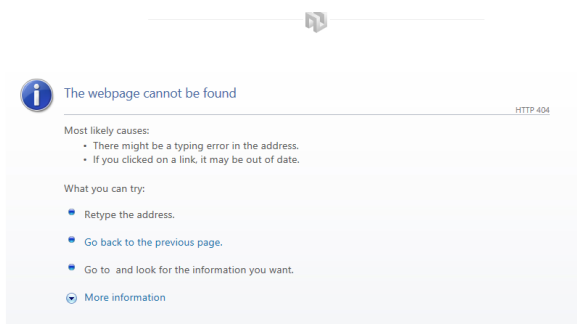 The webpage cannot be found
HTTP 404
Most likely causes:
• There might be a typing error in the address.
• If you clicked on a link, it may be out of date.
What you can try:
Retype the address.
Go back to the previous page.
Go to  and look for the information you want.
More information